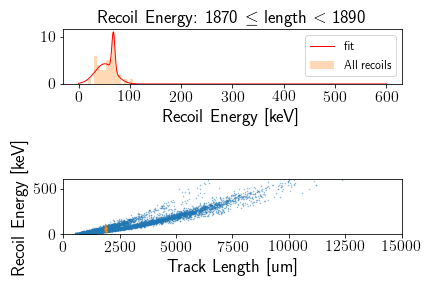 Recoil Energy: 1870 ≤ length < 1890
10
0
fit
All recoils
0 100 200 300 400 500 600
Recoil Energy [keV]
Recoil Energy [keV]
500
0
0 2500 5000 7500 10000 12500 15000
Track Length [um]